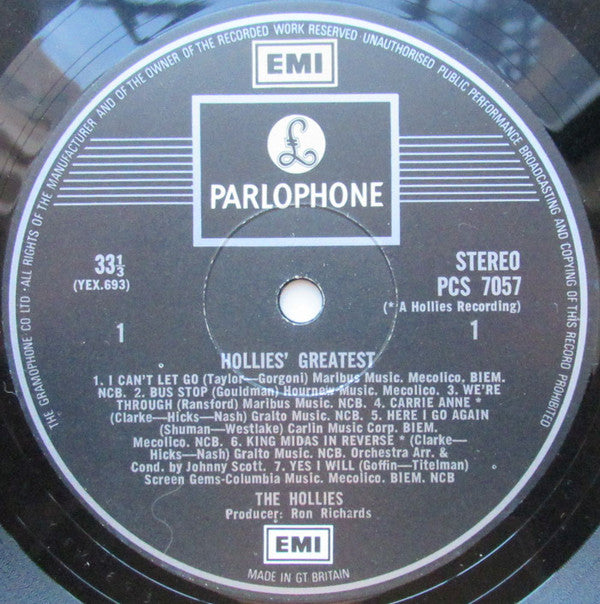 THE GRAMOPHONE CO LTD · ALL RIGHTS OF THE MANUFACTURER AND OF THE OWNER OF THE RECORDED WORK RESERVED · UNAUTHORISED PUBLIC PERFORMANCE BROADCASTING AND COPYING OF THIS RECORD PROHIBITED
EMI
£
PARLOPHONE
33⅓
(YEX.693)
1
STEREO
PCS 7057
(* A Hollies Recording)
1
HOLLIES' GREATEST
1. I CAN'T LET GO (Taylor—Gorgoni) Maribus Music. Mecolico. BIEM.
NCB. 2. BUS STOP (Gouldman) Hournew Music. Mecolico. 3. WE'RE
THROUGH (Ransford) Maribus Music. NCB. 4. CARRIE ANNE *
(Clarke—Hicks—Nash) Gralto Music. NCB. 5. HERE I GO AGAIN
(Shuman—Westlake) Carlin Music Corp. BIEM.
Mecolico. NCB. 6. KING MIDAS IN REVERSE * (Clarke—
Hicks—Nash) Gralto Music. NCB. Orchestra Arr. &
Cond. by Johnny Scott. 7. YES I WILL (Goffin—Titelman)
Screen Gems-Columbia Music. Mecolico. BIEM. NCB
THE HOLLIES
Producer: Ron Richards
EMI
MADE IN GT BRITAIN